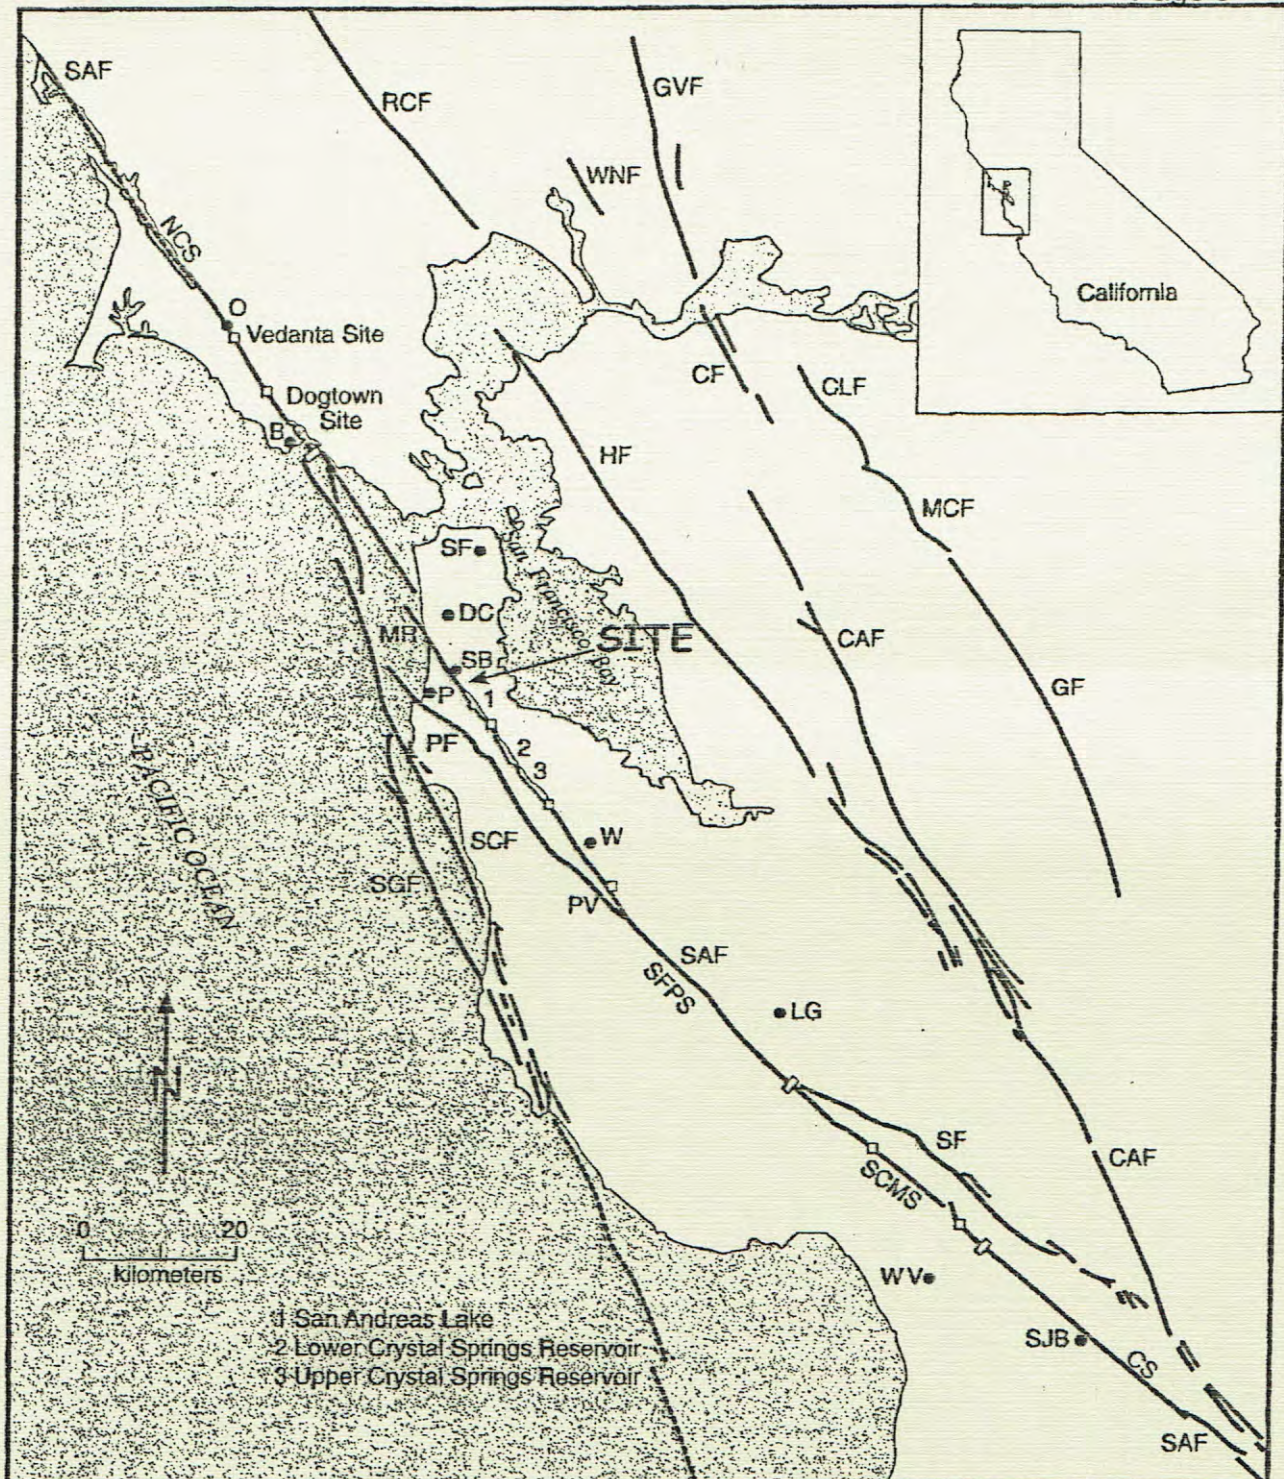 SAF
RCF
GVF
WNF
NCS
California
O
Vedanta Site
Dogtown
Site
B
CF
CLF
HF
MCF
SF
San Francisco Bay
DC
MR
SITE
CAF
SB
P
1
GF
PF
2
3
PACIFIC OCEAN
SGF
W
SGF
PV
SAF
SFPS
LG
N
SF
CAF
SCMS
0 20
kilometers
WV
1 San Andreas Lake
2 Lower Crystal Springs Reservoir
3 Upper Crystal Springs Reservoir
SJB
CS
SAF